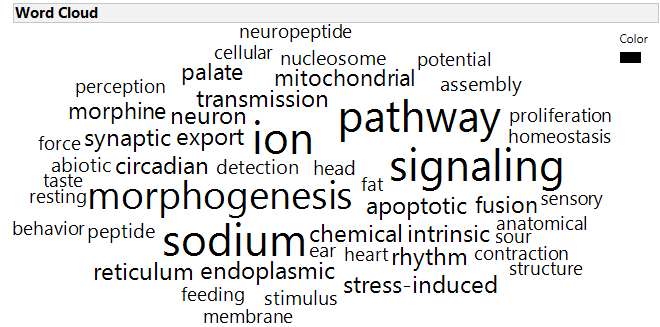 Word Cloud
neuropeptide
Color
cellular
nucleosome
potential
palate
mitochondrial
perception
assembly
transmission
morphine
neuron
pathway
proliferation
force
synaptic
export
ion
homeostasis
abiotic
circadian
detection
head
signaling
taste
fat
resting
morphogenesis
apoptotic
fusion
sensory
behavior
peptide
sodium
chemical
intrinsic
anatomical
sour
ear
heart
rhythm
contraction
reticulum
endoplasmic
structure
stress-induced
feeding
stimulus
membrane